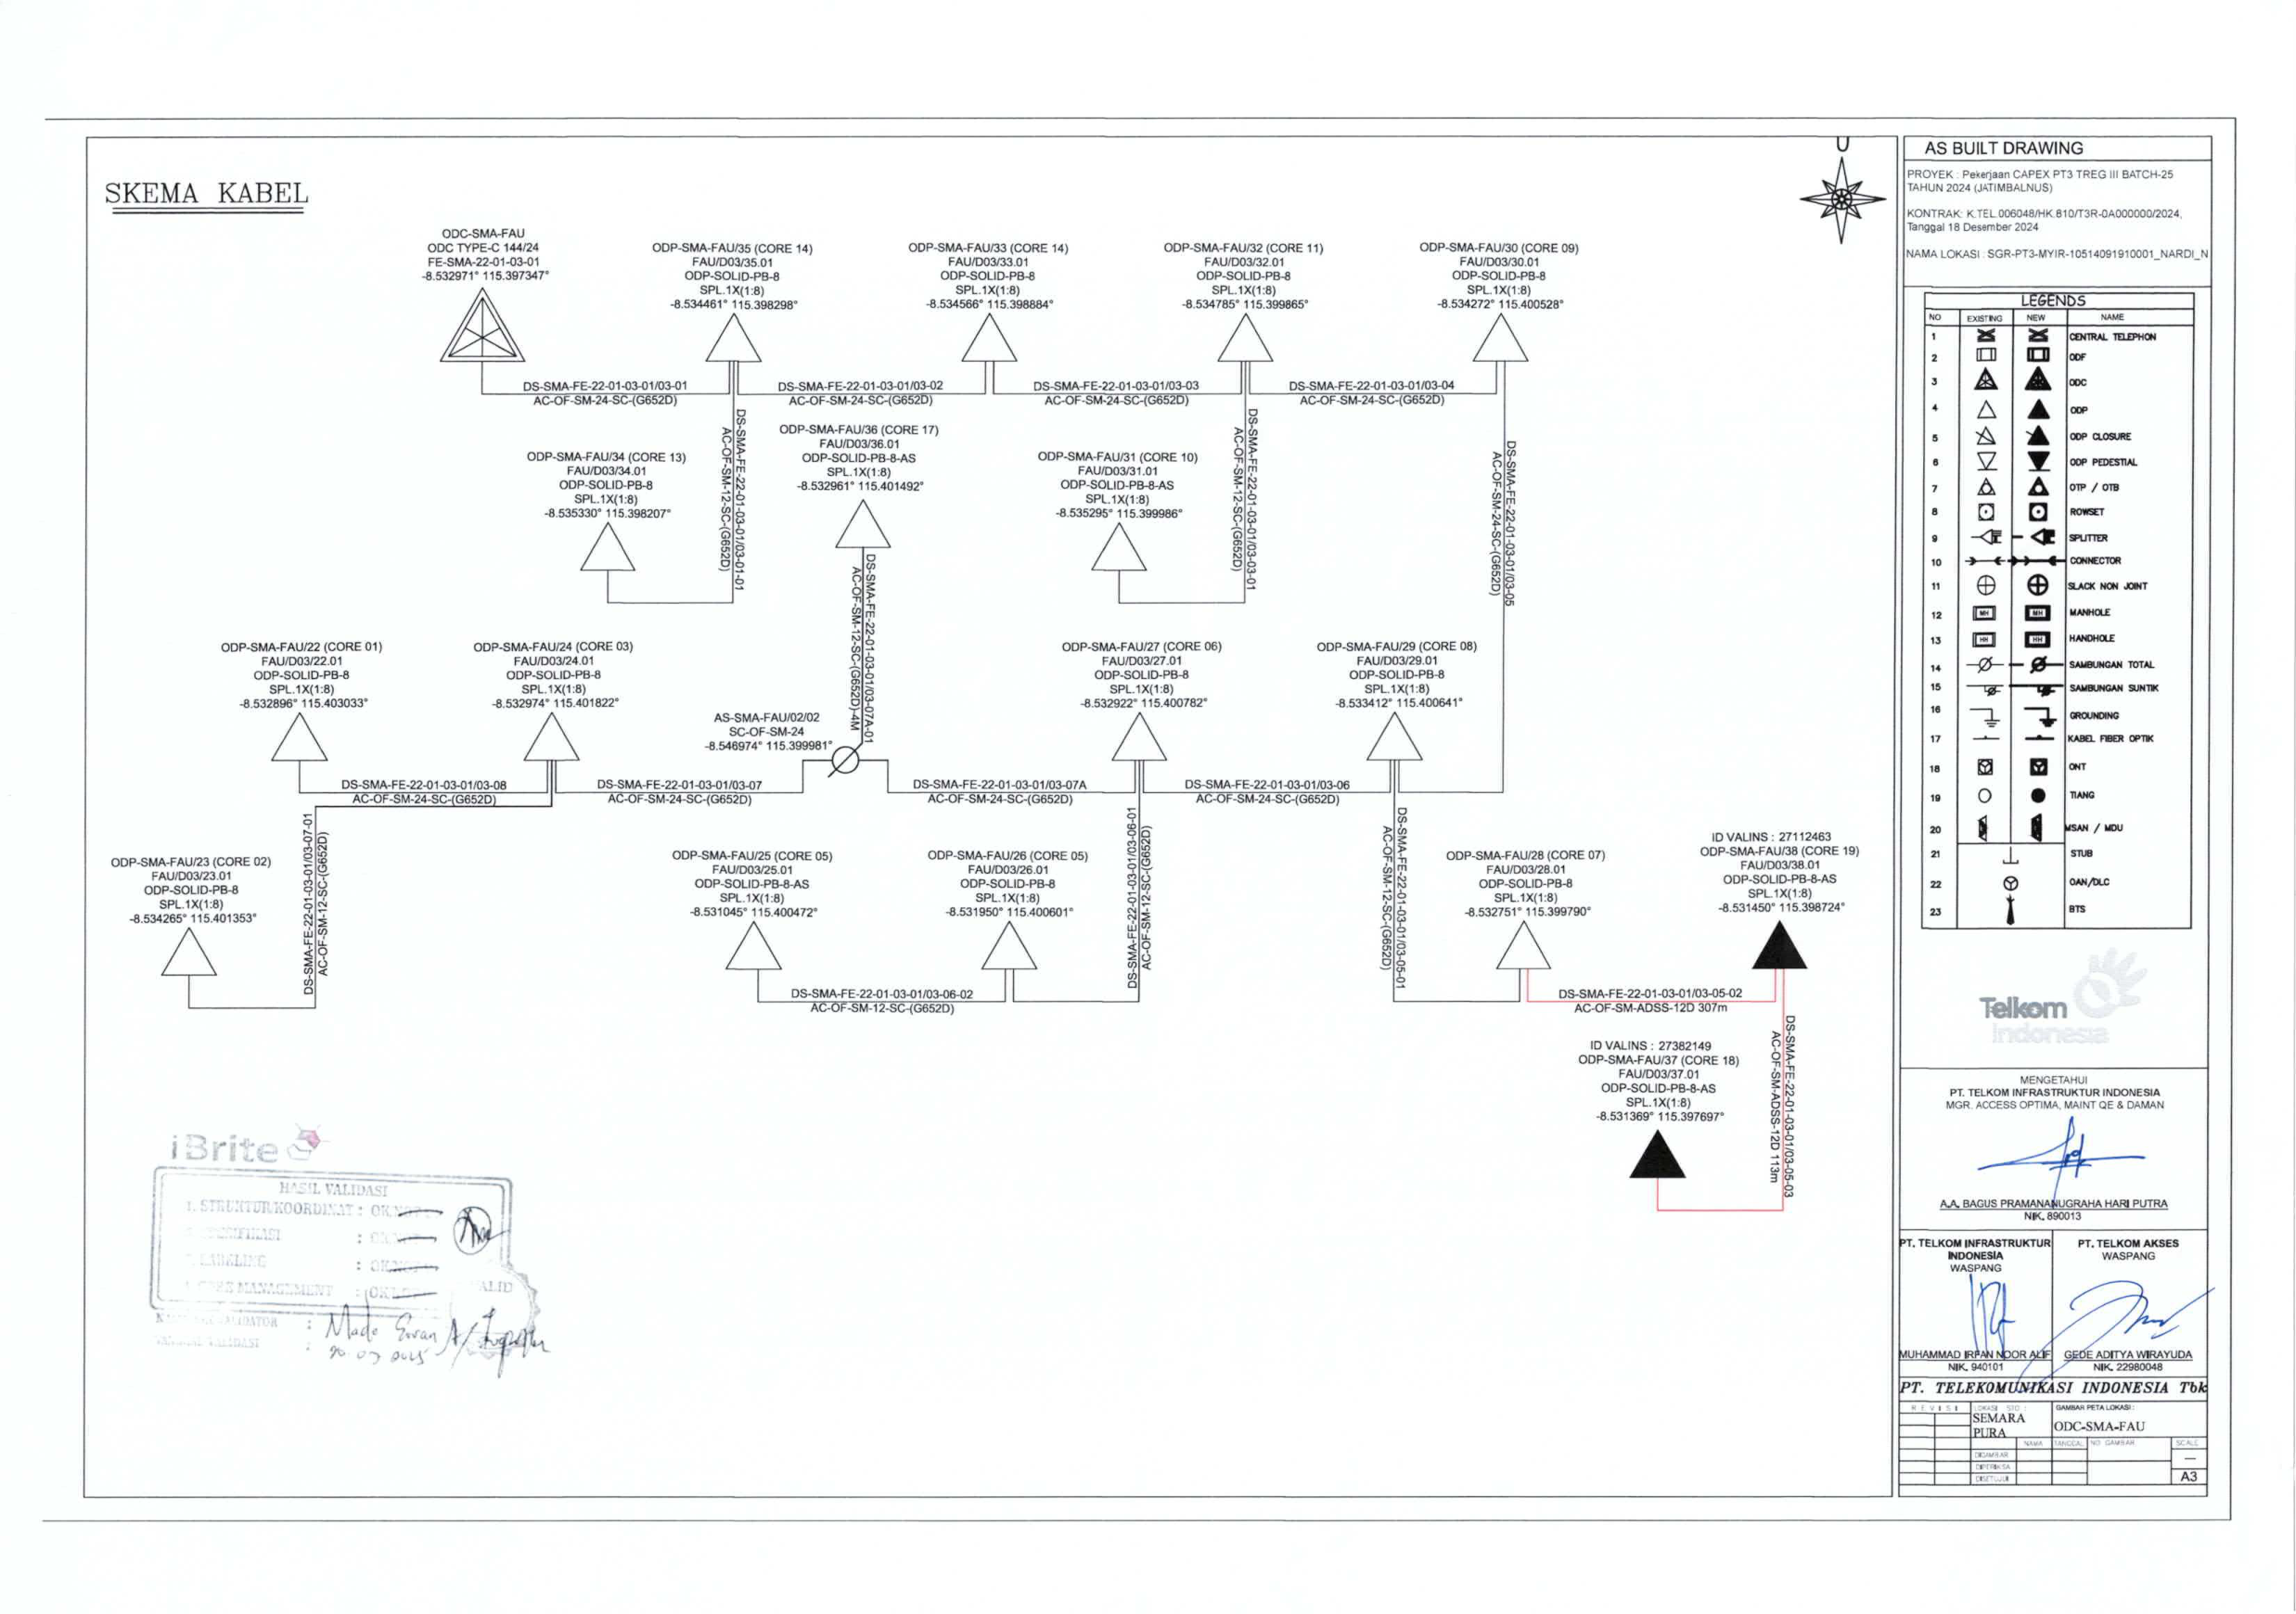 SKEMA KABEL
U
ODC-SMA-FAU
ODC TYPE-C 144/24
FE-SMA-22-01-03-01
-8.532971° 115.397347°
ODP-SMA-FAU/35 (CORE 14)
FAU/D03/35.01
ODP-SOLID-PB-8
SPL.1X(1:8)
-8.534461° 115.398298°
ODP-SMA-FAU/33 (CORE 14)
FAU/D03/33.01
ODP-SOLID-PB-8
SPL.1X(1:8)
-8.534566° 115.398884°
ODP-SMA-FAU/32 (CORE 11)
FAU/D03/32.01
ODP-SOLID-PB-8
SPL.1X(1:8)
-8.534785° 115.399865°
ODP-SMA-FAU/30 (CORE 09)
FAU/D03/30.01
ODP-SOLID-PB-8
SPL.1X(1:8)
-8.534272° 115.400528°
DS-SMA-FE-22-01-03-01/03-01
AC-OF-SM-24-SC-(G652D)
DS-SMA-FE-22-01-03-01/03-02
AC-OF-SM-24-SC-(G652D)
DS-SMA-FE-22-01-03-01/03-03
AC-OF-SM-24-SC-(G652D)
DS-SMA-FE-22-01-03-01/03-04
AC-OF-SM-24-SC-(G652D)
ODP-SMA-FAU/34 (CORE 13)
FAU/D03/34.01
ODP-SOLID-PB-8
SPL.1X(1:8)
-8.535330° 115.398207°
DS-SMA-FE-22-01-03-01/03-01-01
AC-OF-SM-12-SC-(G652D)
ODP-SMA-FAU/36 (CORE 17)
FAU/D03/36.01
ODP-SOLID-PB-8-AS
SPL.1X(1:8)
-8.532961° 115.401492°
DS-SMA-FE-22-01-03-01/03-07A-01
AC-OF-SM-12-SC-(G652D)-4M
ODP-SMA-FAU/31 (CORE 10)
FAU/D03/31.01
ODP-SOLID-PB-8-AS
SPL.1X(1:8)
-8.535295° 115.399986°
DS-SMA-FE-22-01-03-01/03-03-01
AC-OF-SM-12-SC-(G652D)
DS-SMA-FE-22-01-03-01/03-05
AC-OF-SM-24-SC-(G652D)
ODP-SMA-FAU/22 (CORE 01)
FAU/D03/22.01
ODP-SOLID-PB-8
SPL.1X(1:8)
-8.532896° 115.403033°
ODP-SMA-FAU/24 (CORE 03)
FAU/D03/24.01
ODP-SOLID-PB-8
SPL.1X(1:8)
-8.532974° 115.401822°
AS-SMA-FAU/02/02
SC-OF-SM-24
-8.546974° 115.399981°
ODP-SMA-FAU/27 (CORE 06)
FAU/D03/27.01
ODP-SOLID-PB-8
SPL.1X(1:8)
-8.532922° 115.400782°
ODP-SMA-FAU/29 (CORE 08)
FAU/D03/29.01
ODP-SOLID-PB-8
SPL.1X(1:8)
-8.533412° 115.400641°
DS-SMA-FE-22-01-03-01/03-08
AC-OF-SM-24-SC-(G652D)
DS-SMA-FE-22-01-03-01/03-07
AC-OF-SM-24-SC-(G652D)
DS-SMA-FE-22-01-03-01/03-07A
AC-OF-SM-24-SC-(G652D)
DS-SMA-FE-22-01-03-01/03-06
AC-OF-SM-24-SC-(G652D)
ODP-SMA-FAU/23 (CORE 02)
FAU/D03/23.01
ODP-SOLID-PB-8
SPL.1X(1:8)
-8.534265° 115.401353°
DS-SMA-FE-22-01-03-01/03-07-01
AC-OF-SM-12-SC-(G652D)
ODP-SMA-FAU/25 (CORE 05)
FAU/D03/25.01
ODP-SOLID-PB-8-AS
SPL.1X(1:8)
-8.531045° 115.400472°
ODP-SMA-FAU/26 (CORE 05)
FAU/D03/26.01
ODP-SOLID-PB-8
SPL.1X(1:8)
-8.531950° 115.400601°
DS-SMA-FE-22-01-03-01/03-06-02
AC-OF-SM-12-SC-(G652D)
DS-SMA-FE-22-01-03-01/03-06-01
AC-OF-SM-12-SC-(G652D)
DS-SMA-FE-22-01-03-01/03-05-01
AC-OF-SM-12-SC-(G652D)
ODP-SMA-FAU/28 (CORE 07)
FAU/D03/28.01
ODP-SOLID-PB-8
SPL.1X(1:8)
-8.532751° 115.399790°
ID VALINS : 27112463
ODP-SMA-FAU/38 (CORE 19)
FAU/D03/38.01
ODP-SOLID-PB-8-AS
SPL.1X(1:8)
-8.531450° 115.398724°
DS-SMA-FE-22-01-03-01/03-05-02
AC-OF-SM-ADSS-12D 307m
ID VALINS : 27382149
ODP-SMA-FAU/37 (CORE 18)
FAU/D03/37.01
ODP-SOLID-PB-8-AS
SPL.1X(1:8)
-8.531369° 115.397697°
DS-SMA-FE-22-01-03-01/03-05-03
AC-OF-SM-ADSS-12D 113m
iBrite
HASIL VALIDASI
1. STRUKTUR/KOORDINAT : OK
LABELING : OK
CORE MANAGEMENT : OK
VALIDATOR : Made
VALIDASI :
AS BUILT DRAWING
PROYEK : Pekerjaan CAPEX PT3 TREG III BATCH-25
TAHUN 2024 (JATIMBALNUS)
KONTRAK: K.TEL.006048/HK.810/T3R-0A000000/2024,
Tanggal 18 Desember 2024
NAMA LOKASI : SGR-PT3-MYIR-10514091910001_NARDI_N
LEGENDS
NO EXISTING NEW NAME
1 CENTRAL TELEPHON
2 ODF
3 ODC
4 ODP
5 ODP CLOSURE
6 ODP PEDESTIAL
7 OTP / OTB
8 ROWSET
9 SPLITTER
10 CONNECTOR
11 SLACK NON JOINT
12 MH MH MANHOLE
13 HH HH HANDHOLE
14 SAMBUNGAN TOTAL
15 SAMBUNGAN SUNTIK
16 GROUNDING
17 KABEL FIBER OPTIK
18 ONT
19 TIANG
20 MSAN / MDU
21 STUB
22 OAN/DLC
23 BTS
Telkom
Indonesia
MENGETAHUI
PT. TELKOM INFRASTRUKTUR INDONESIA
MGR. ACCESS OPTIMA, MAINT QE & DAMAN
A.A. BAGUS PRAMANANUGRAHA HARI PUTRA
NIK. 890013
PT. TELKOM INFRASTRUKTUR
INDONESIA
WASPANG
PT. TELKOM AKSES
WASPANG
MUHAMMAD IRFAN NOOR ALIF
NIK. 940101
GEDE ADITYA WIRAYUDA
NIK. 22980048
PT. TELEKOMUNIKASI INDONESIA Tbk
REVISI
LOKASI STO :
SEMARA
PURA
GAMBAR PETA LOKASI :
ODC-SMA-FAU
NAMA TANGGAL NO GAMBAR SCALE
DIGAMBAR
DIPERIKSA
DISETUJUI
A3